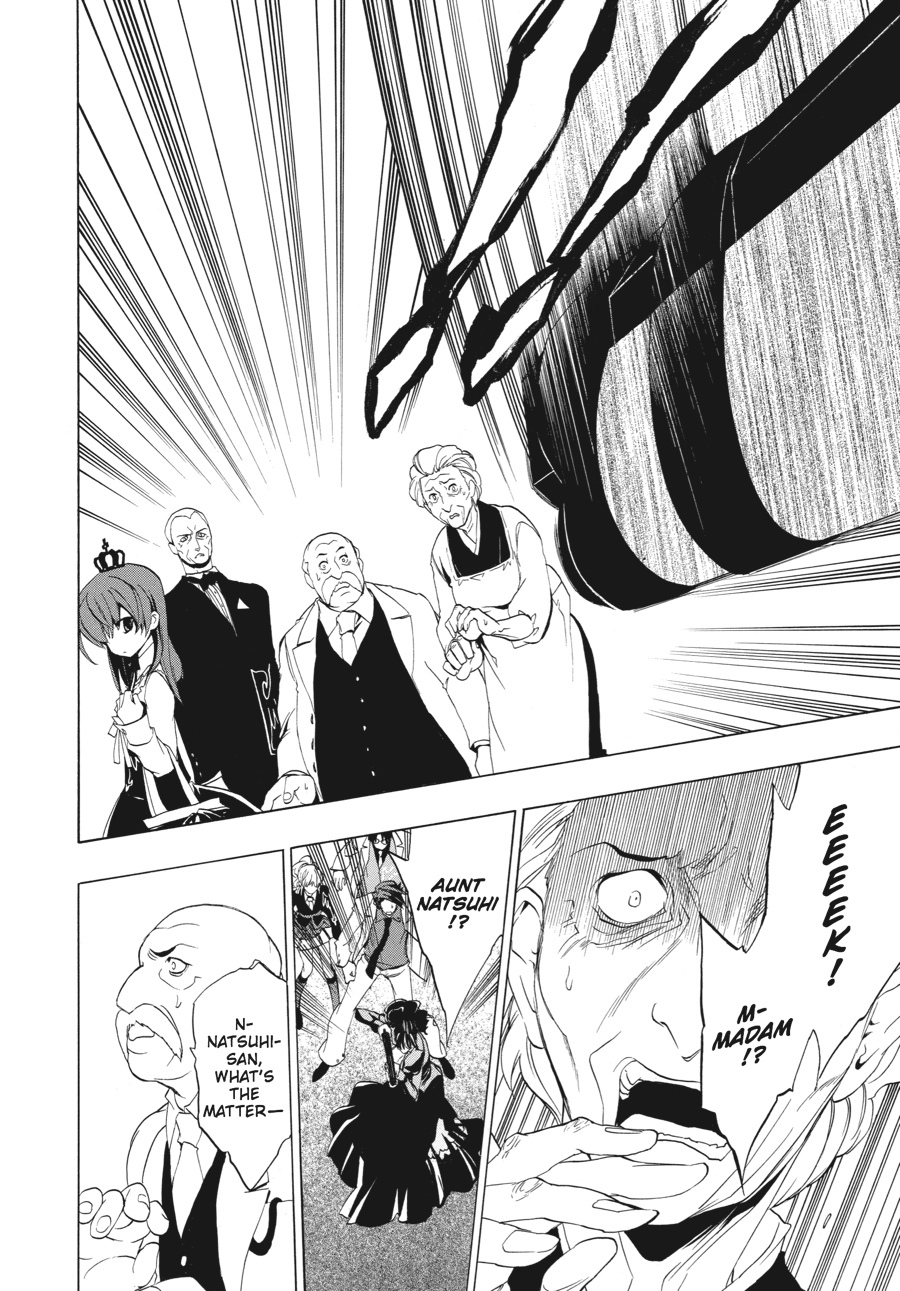 EEEEK!
M-
MADAM
!?
AUNT
NATSUHI
!?
N-
NATSUHI-
SAN,
WHAT'S
THE
MATTER—